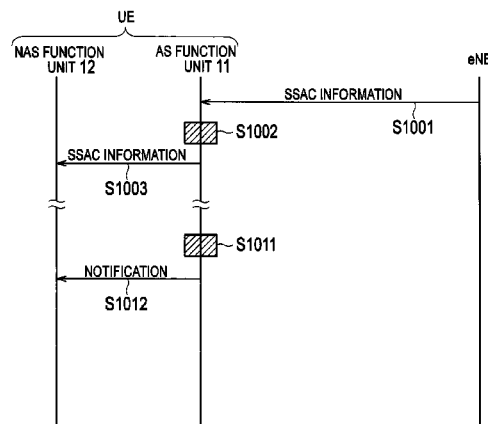 UE
NAS FUNCTION
UNIT 12
AS FUNCTION
UNIT 11
eNB
SSAC INFORMATION
S1001
S1002
SSAC INFORMATION
S1003
S1011
NOTIFICATION
S1012